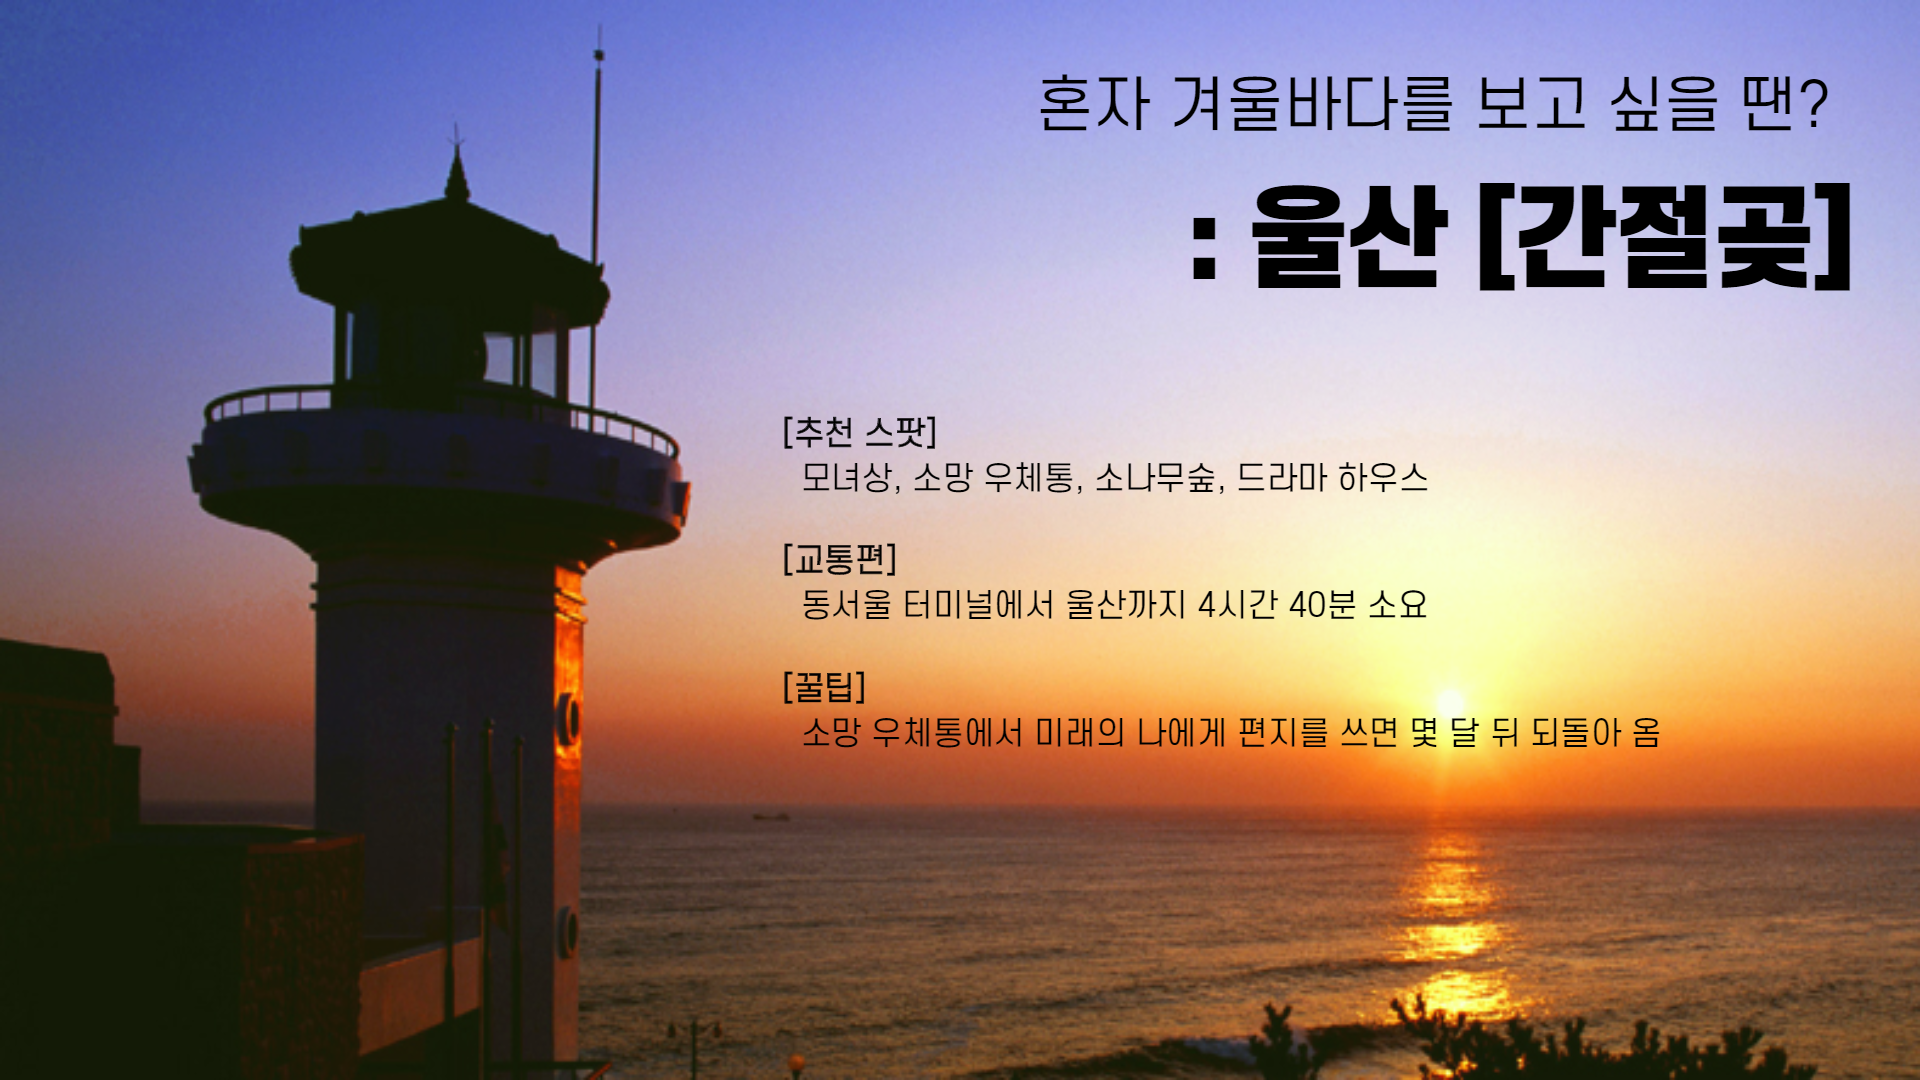 혼자 겨울바다를 보고 싶을 땐?
: 울산 [간절곶]
[추천 스팟]
모녀상, 소망 우체통, 소나무숲, 드라마 하우스
[교통편]
동서울 터미널에서 울산까지 4시간 40분 소요
[꿀팁]
소망 우체통에서 미래의 나에게 편지를 쓰면 몇 달 뒤 되돌아 옴